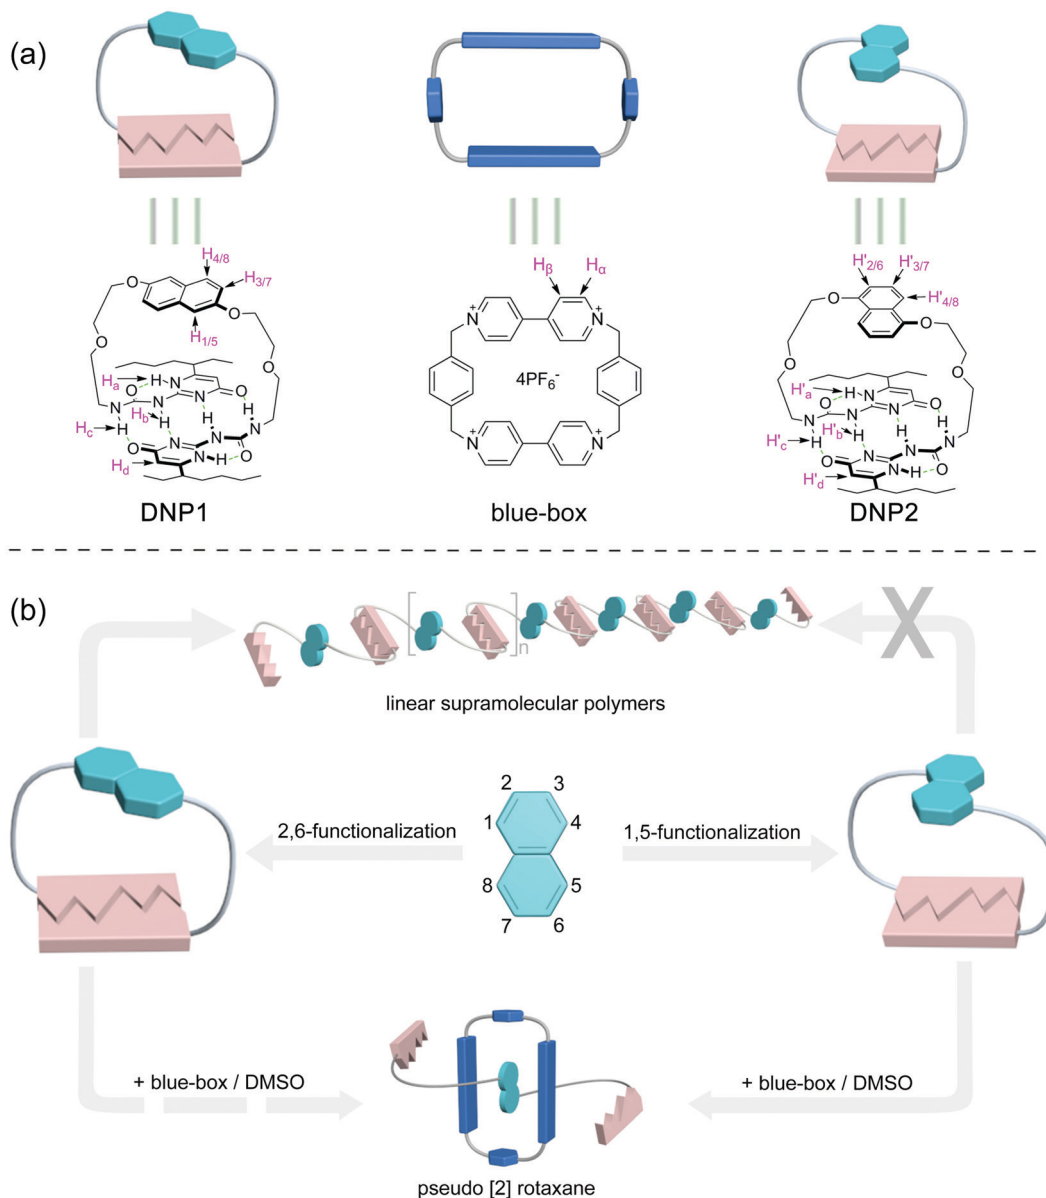 (a)
H4/8
H3/7
H1/5
O
O
O
O
Ha
Hb
Hc
Hd
H
N
O
N
O
H
N
N
N
H
H
H
N
N
H
O
N
N
N
N
H
O
DNP1
Hβ
Hα
N+
N+
4PF6-
N+
N+
blue-box
H'2/6
H'3/7
H'4/8
O
O
O
O
H'a
H'b
H'c
H'd
H
N
O
N
O
H
N
N
N
H
H
H
N
N
H
O
N
N
N
N
H
O
DNP2
(b)
n
X
linear supramolecular polymers
2 3
1 4
8 5
7 6
2,6-functionalization
1,5-functionalization
+ blue-box / DMSO
+ blue-box / DMSO
pseudo [2] rotaxane